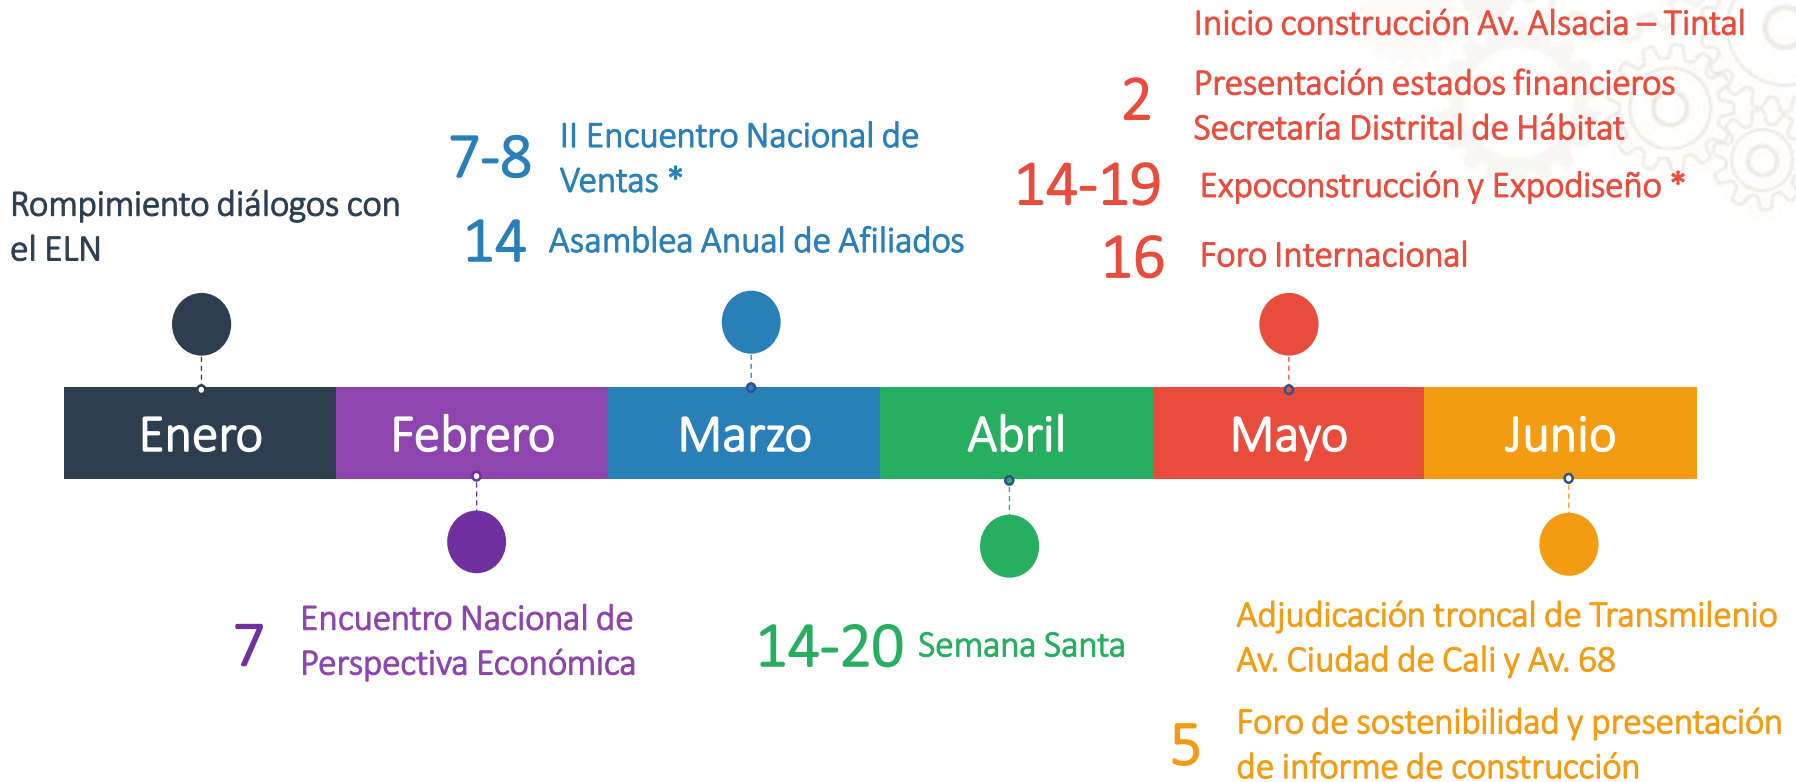 Inicio construcción Av. Alsacia – Tintal
2 Presentación estados financieros
Secretaría Distrital de Hábitat
14-19 Expoconstrucción y Expodiseño *
16 Foro Internacional
7-8 II Encuentro Nacional de
Ventas *
14 Asamblea Anual de Afiliados
Rompimiento diálogos con
el ELN
Enero Febrero Marzo Abril Mayo Junio
7 Encuentro Nacional de
Perspectiva Económica
14-20 Semana Santa
Adjudicación troncal de Transmilenio
Av. Ciudad de Cali y Av. 68
5 Foro de sostenibilidad y presentación
de informe de construcción